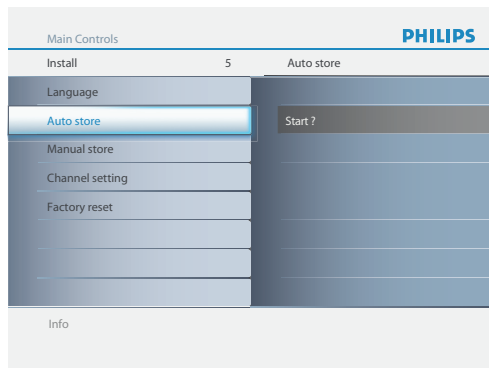 Main Controls
PHILIPS
Install 5 Auto store
Language
Auto store
Start ?
Manual store
Channel setting
Factory reset
Info